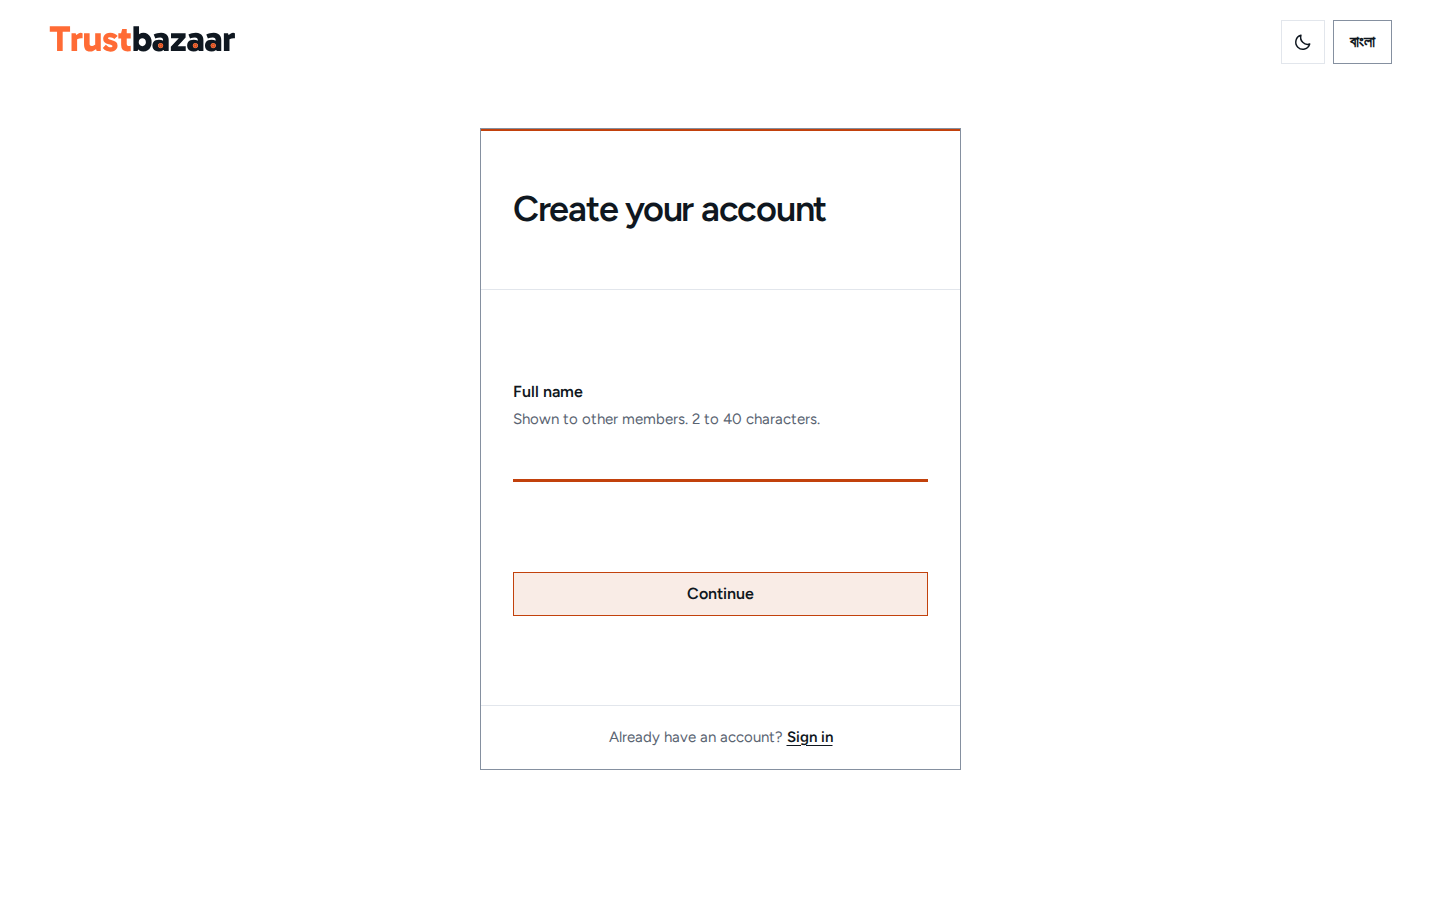 Trustbazaar
বাংলা
Create your account
Full name
Shown to other members. 2 to 40 characters.
Continue
Already have an account? Sign in